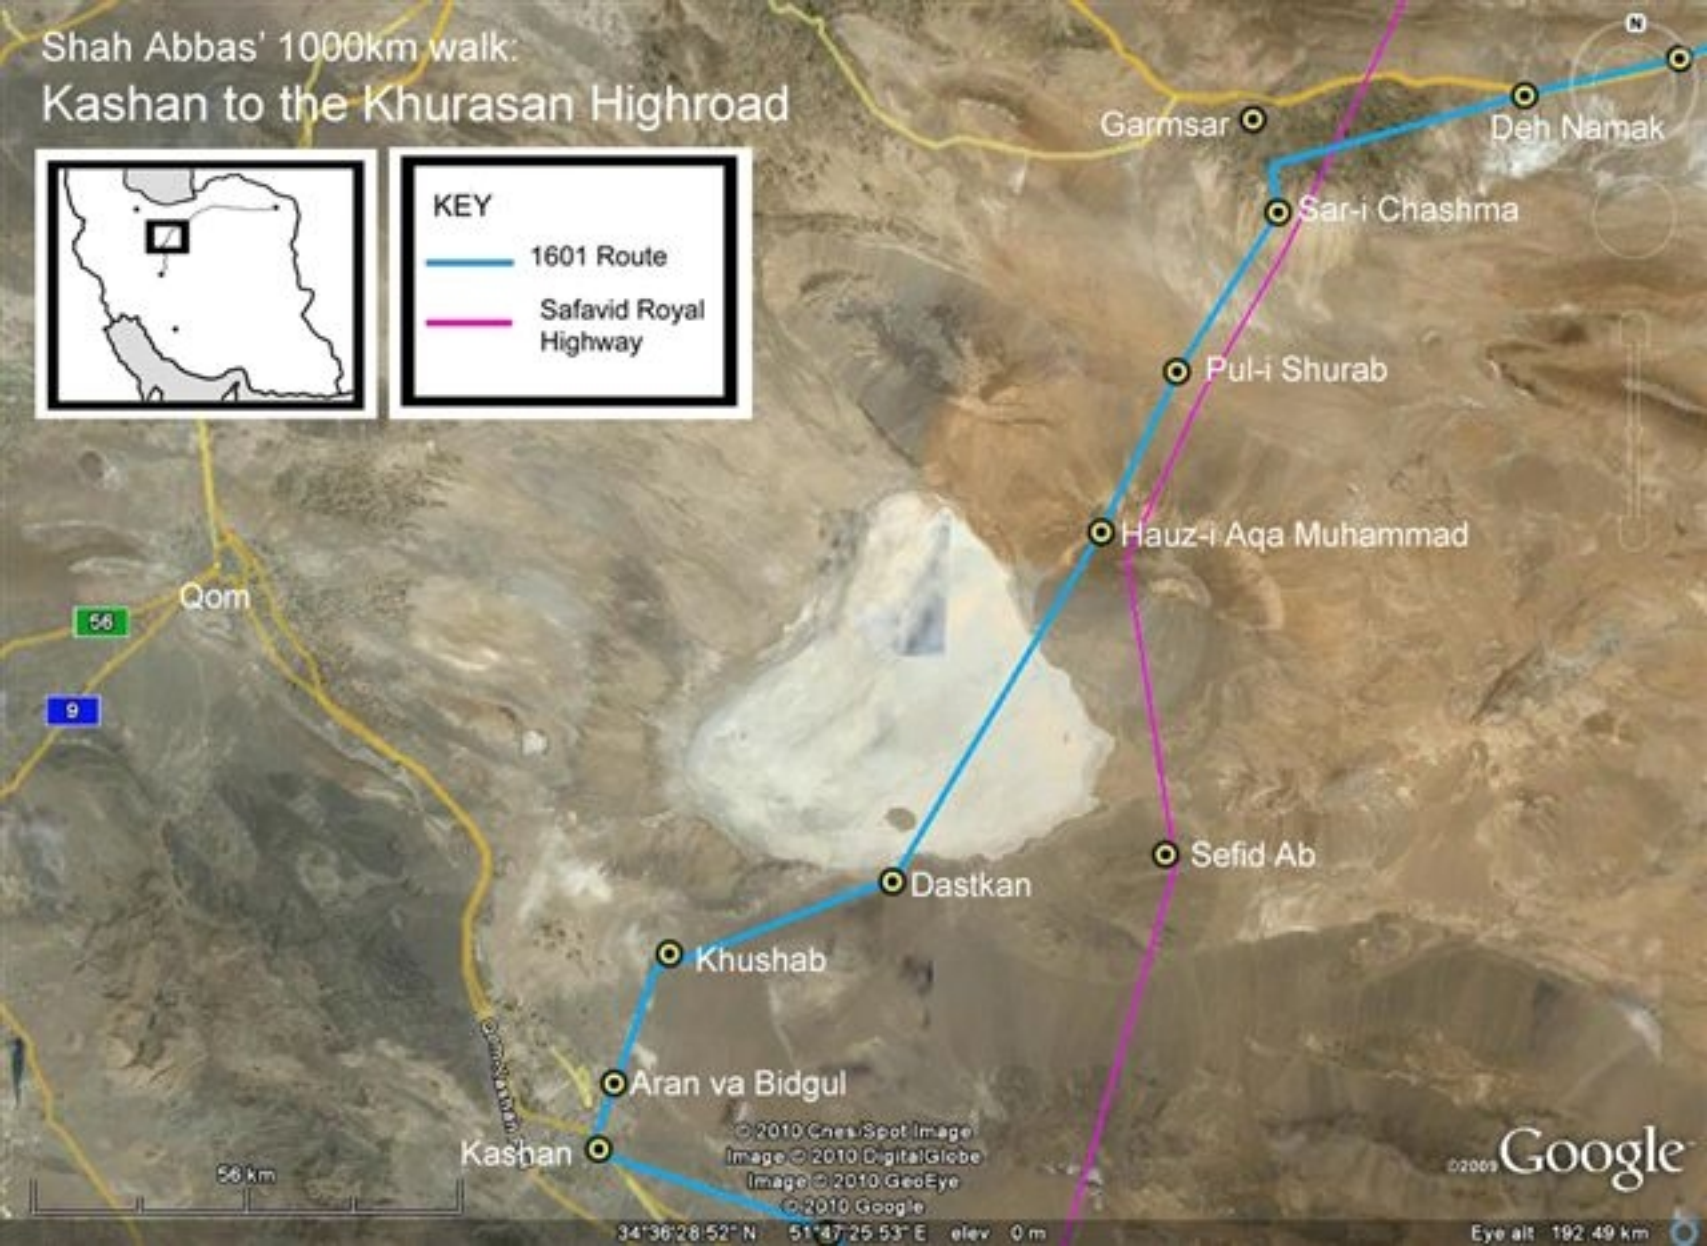 Shah Abbas' 1000km walk:
Kashan to the Khurasan Highroad
N
Garmsar
Deh Namak
KEY
1601 Route
Safavid Royal
Highway
Sar-i Chashma
Pul-i Shurab
Hauz-i Aqa Muhammad
Qom
56
9
Sefid Ab
Dastkan
Khushab
Aran va Bidgul
Kashan
56 km
© 2010 Cnes/Spot Image
Image © 2010 DigitalGlobe
Image © 2010 GeoEye
© 2010 Google
©2009 Google
34°36'28.52" N 51°47'25.53" E elev 0 m
Eye alt 192.49 km